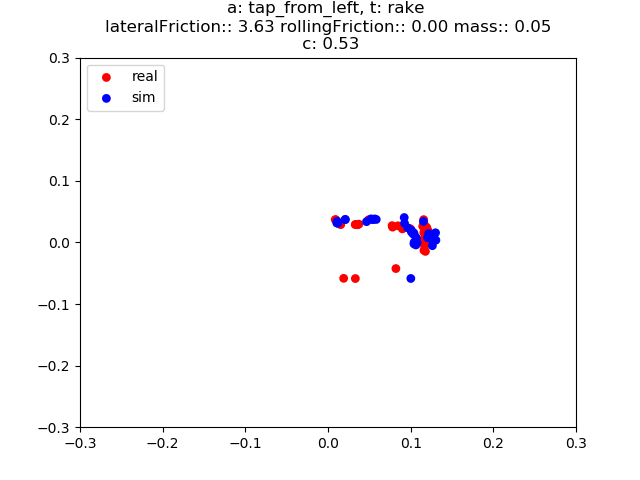 a: tap_from_left, t: rake
lateralFriction:: 3.63 rollingFriction:: 0.00 mass:: 0.05
c: 0.53
real
sim
0.3
0.2
0.1
0.0
−0.1
−0.2
−0.3
−0.3 −0.2 −0.1 0.0 0.1 0.2 0.3